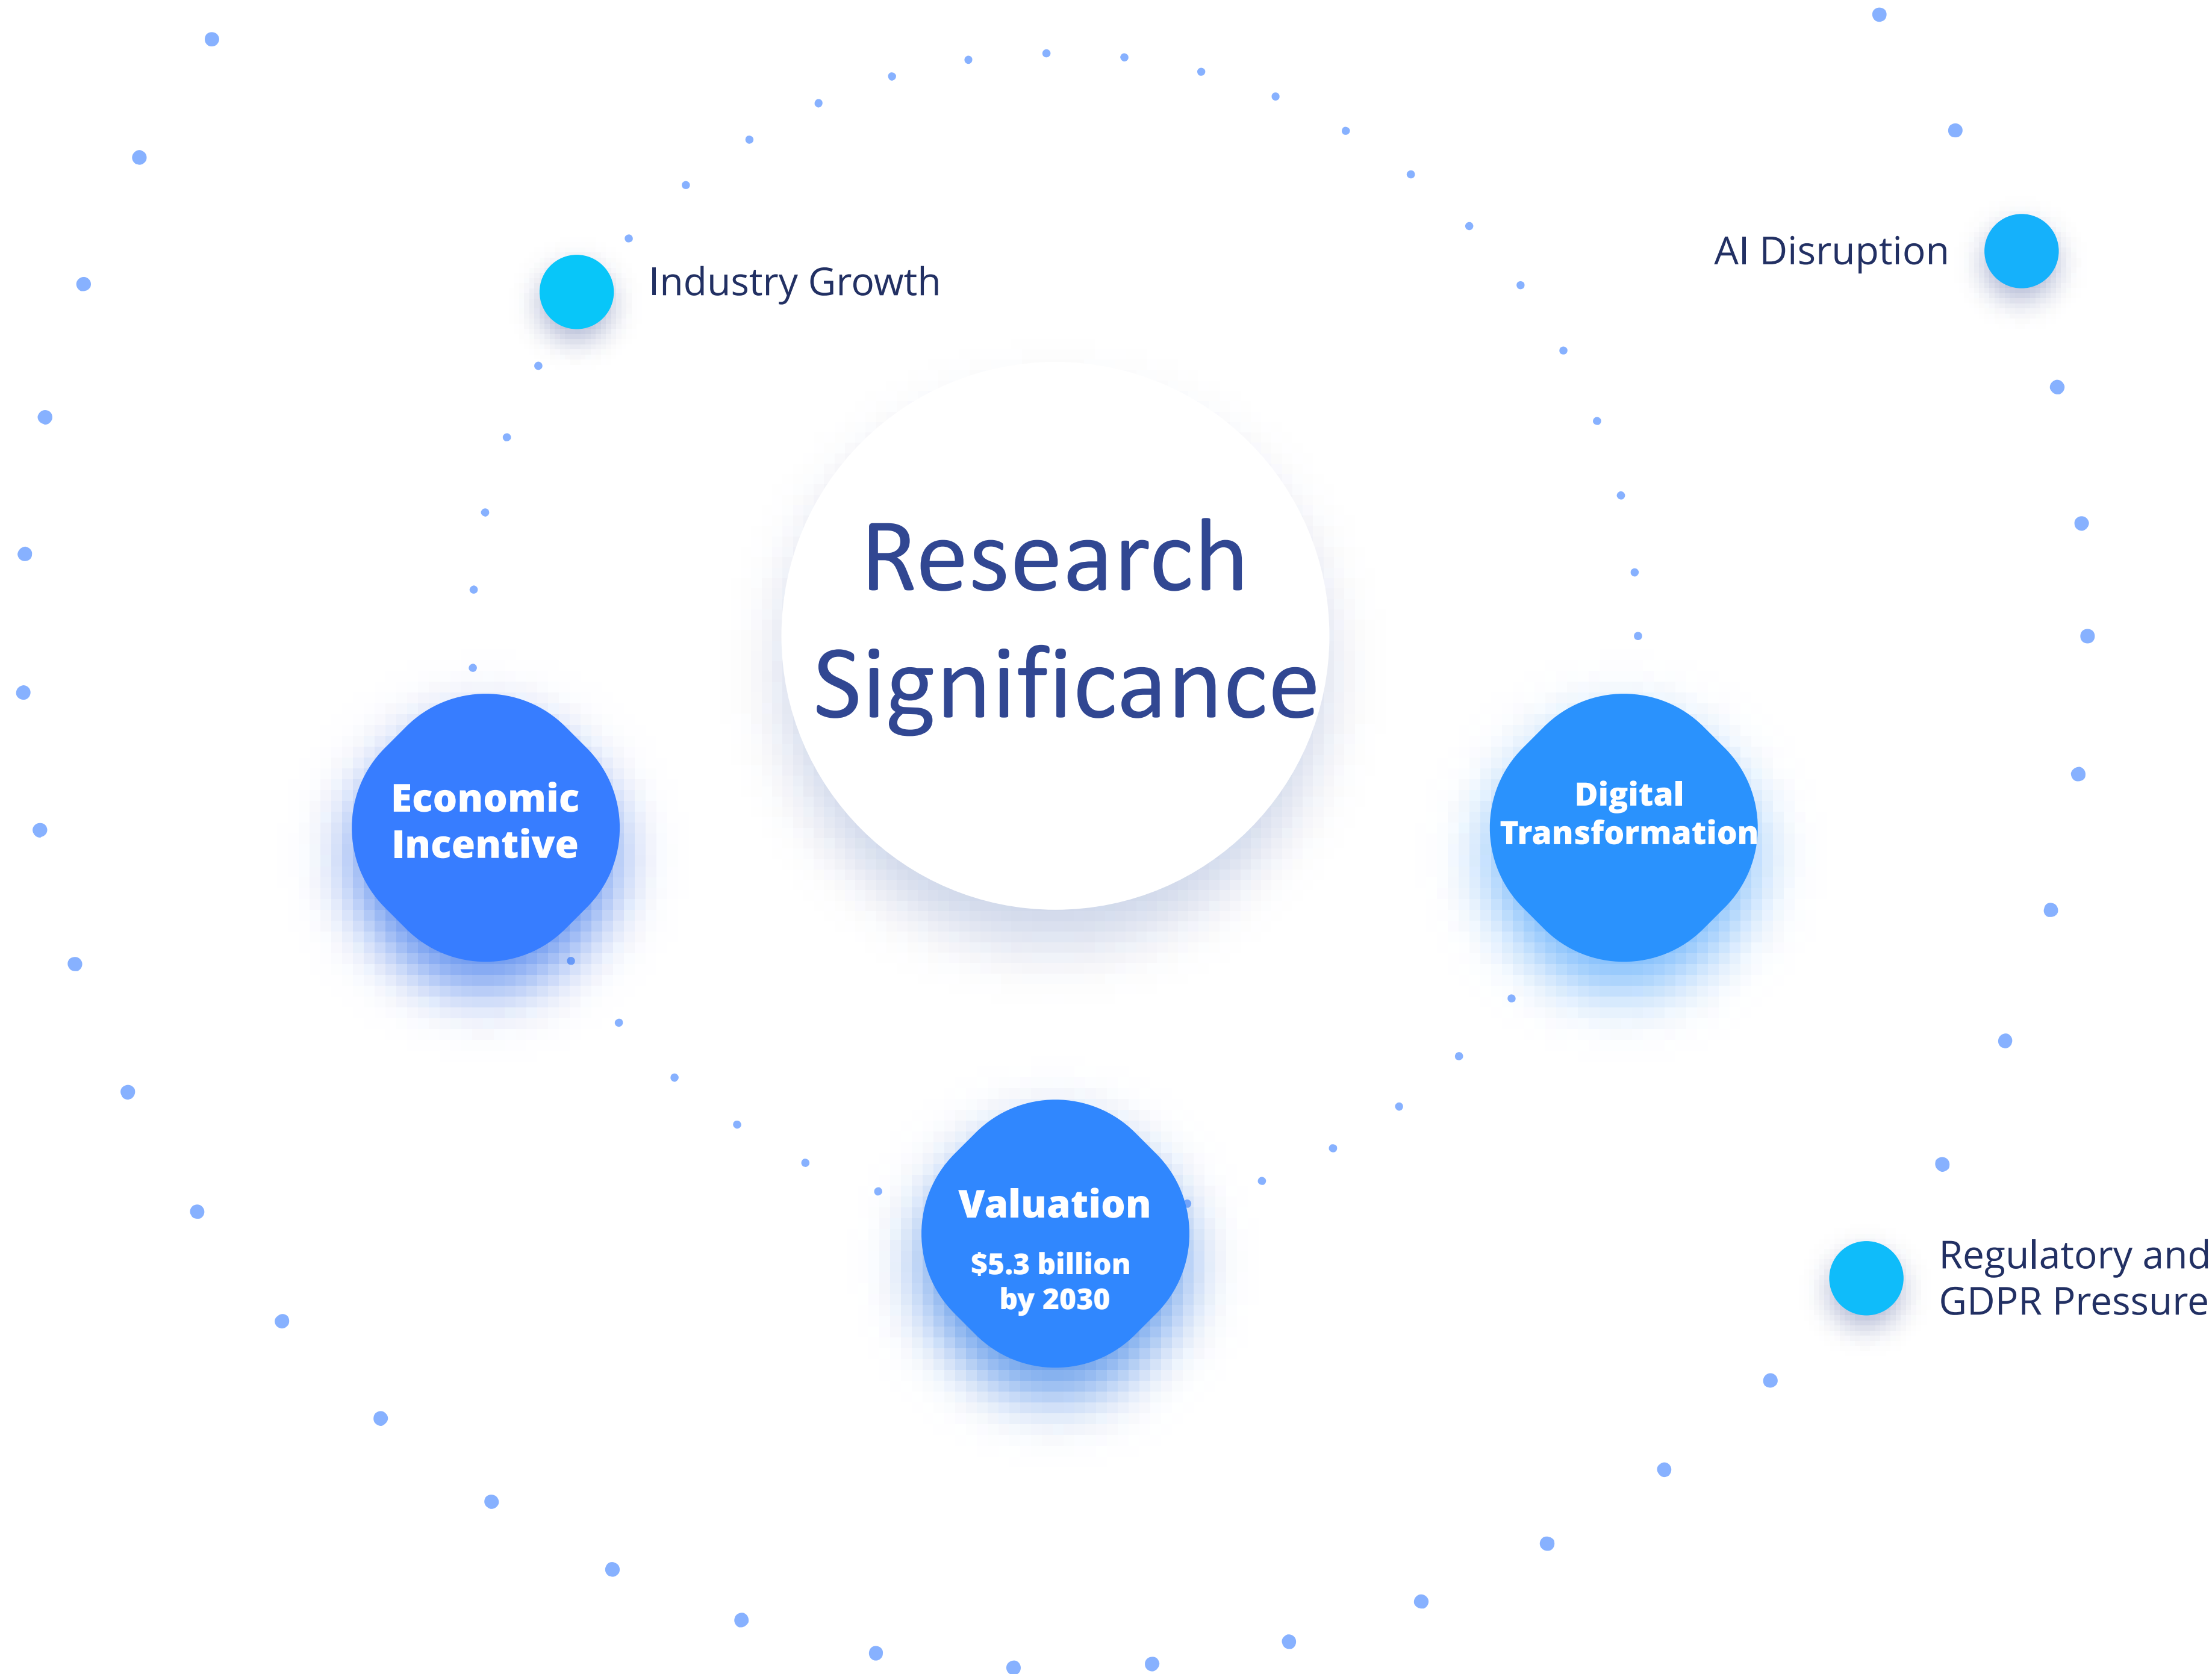 AI Disruption
Industry Growth
Research
Significance
Economic
Incentive
Digital
Transformation
Valuation
$5.3 billion
by 2030
Regulatory and
GDPR Pressure